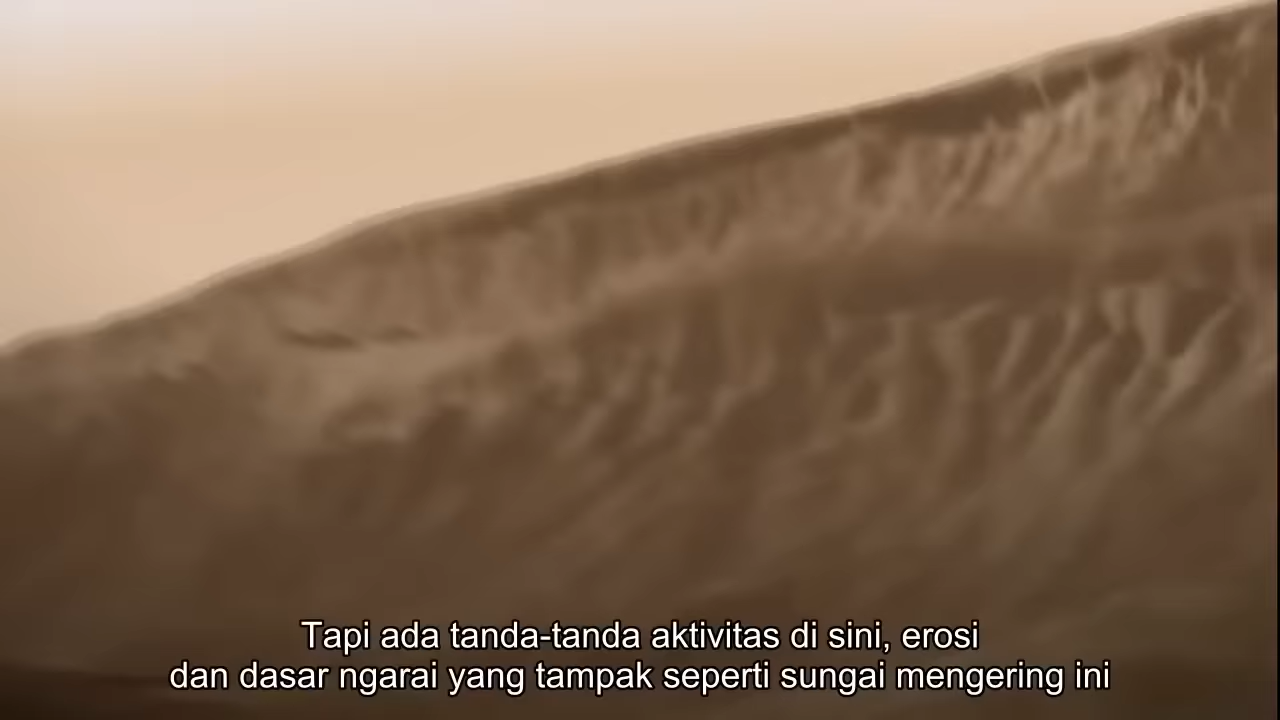 Tapi ada tanda-tanda aktivitas di sini, erosi
dan dasar ngarai yang tampak seperti sungai mengering ini